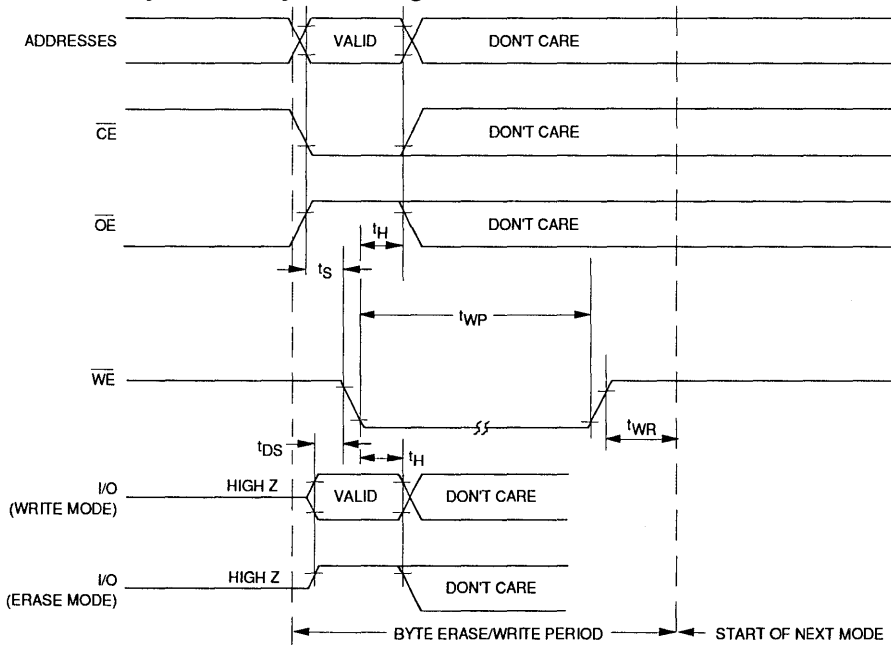 ADDRESSES VALID DON'T CARE
CE DON'T CARE
OE DON'T CARE
tH
tS
tWP
WE
tWR
tDS
tH
I/O HIGH Z VALID DON'T CARE
(WRITE MODE)
I/O HIGH Z DON'T CARE
(ERASE MODE)
BYTE ERASE/WRITE PERIOD START OF NEXT MODE